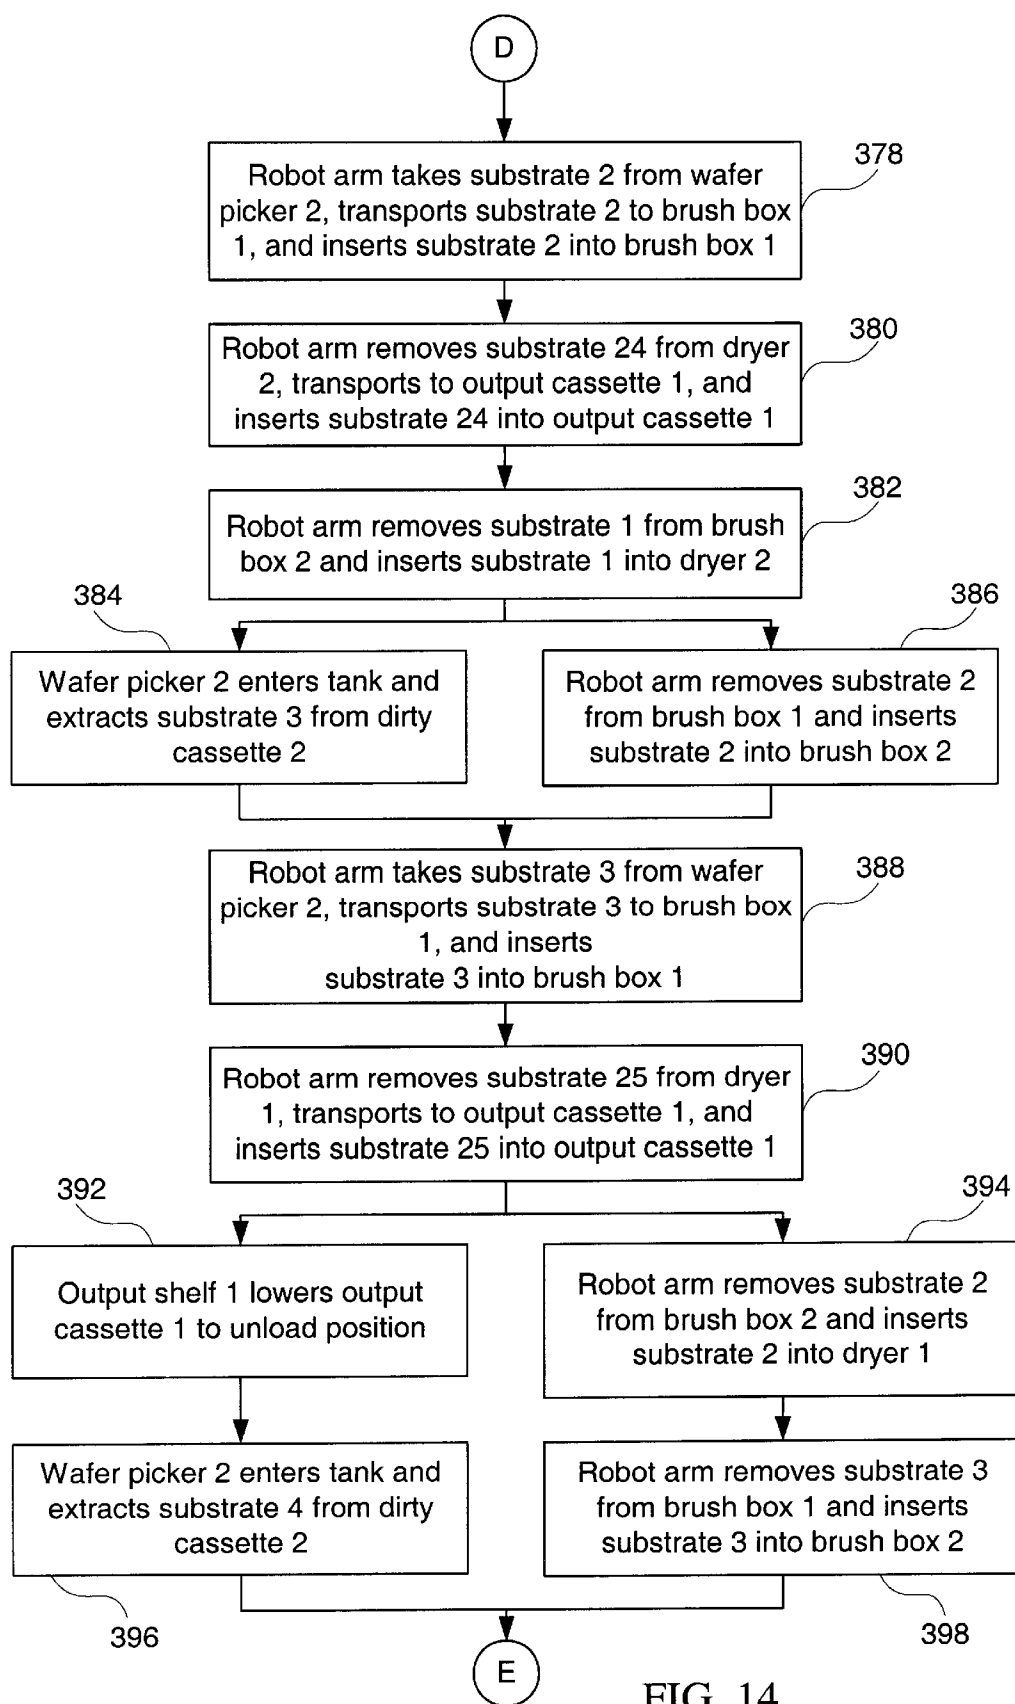 D
378
Robot arm takes substrate 2 from wafer
picker 2, transports substrate 2 to brush box
1, and inserts substrate 2 into brush box 1
380
Robot arm removes substrate 24 from dryer
2, transports to output cassette 1, and
inserts substrate 24 into output cassette 1
382
Robot arm removes substrate 1 from brush
box 2 and inserts substrate 1 into dryer 2
384
Wafer picker 2 enters tank and
extracts substrate 3 from dirty
cassette 2
386
Robot arm removes substrate 2
from brush box 1 and inserts
substrate 2 into brush box 2
388
Robot arm takes substrate 3 from wafer
picker 2, transports substrate 3 to brush box
1, and inserts
substrate 3 into brush box 1
390
Robot arm removes substrate 25 from dryer
1, transports to output cassette 1, and
inserts substrate 25 into output cassette 1
392
Output shelf 1 lowers output
cassette 1 to unload position
394
Robot arm removes substrate 2
from brush box 2 and inserts
substrate 2 into dryer 1
Wafer picker 2 enters tank and
extracts substrate 4 from dirty
cassette 2
396
Robot arm removes substrate 3
from brush box 1 and inserts
substrate 3 into brush box 2
398
E
FIG. 14